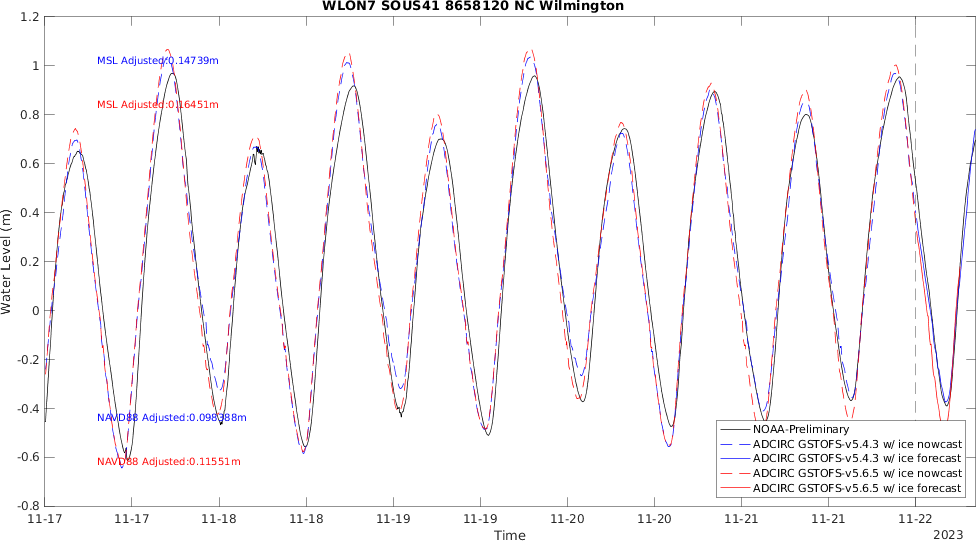 WLON7 SOUS41 8658120 NC Wilmington
1.2
1
0.8
0.6
0.4
0.2
0
-0.2
-0.4
-0.6
-0.8
Water Level (m)
MSL Adjusted:0.14739m
MSL Adjusted:0.16451m
NAVD88 Adjusted:0.098388m
NAVD88 Adjusted:0.11551m
NOAA-Preliminary
ADCIRC GSTOFS-v5.4.3 w/ ice nowcast
ADCIRC GSTOFS-v5.4.3 w/ ice forecast
ADCIRC GSTOFS-v5.6.5 w/ ice nowcast
ADCIRC GSTOFS-v5.6.5 w/ ice forecast
11-17 11-17 11-18 11-18 11-19 11-19 11-20 11-20 11-21 11-21 11-22
Time
2023